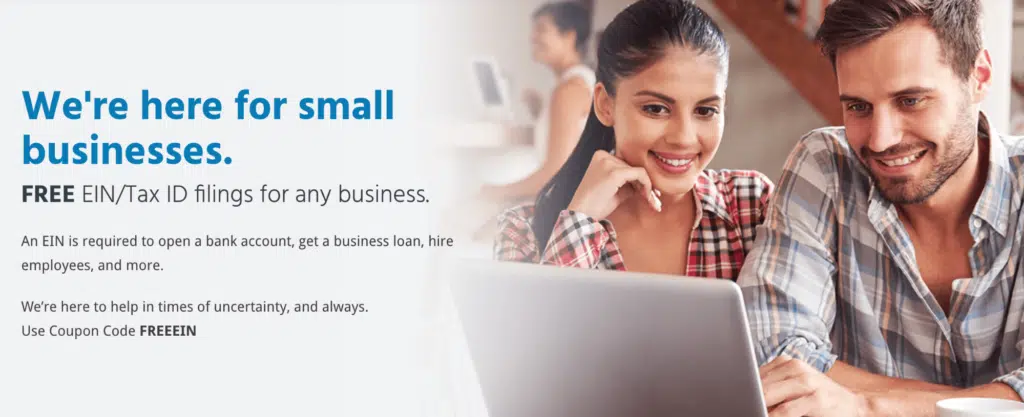 We're here for small
businesses.
FREE EIN/Tax ID filings for any business.
An EIN is required to open a bank account, get a business loan, hire
employees, and more.
We're here to help in times of uncertainty, and always.
Use Coupon Code FREEEIN